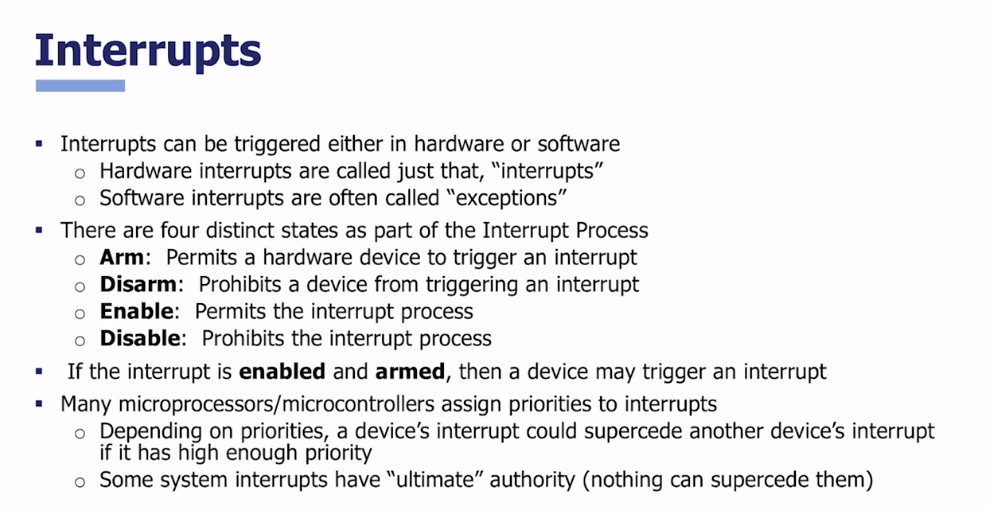 Interrupts
▪ Interrupts can be triggered either in hardware or software
o Hardware interrupts are called just that, “interrupts”
o Software interrupts are often called “exceptions”
▪ There are four distinct states as part of the Interrupt Process
o Arm: Permits a hardware device to trigger an interrupt
o Disarm: Prohibits a device from triggering an interrupt
o Enable: Permits the interrupt process
o Disable: Prohibits the interrupt process
▪ If the interrupt is enabled and armed, then a device may trigger an interrupt
▪ Many microprocessors/microcontrollers assign priorities to interrupts
o Depending on priorities, a device’s interrupt could supercede another device’s interrupt
if it has high enough priority
o Some system interrupts have “ultimate” authority (nothing can supercede them)